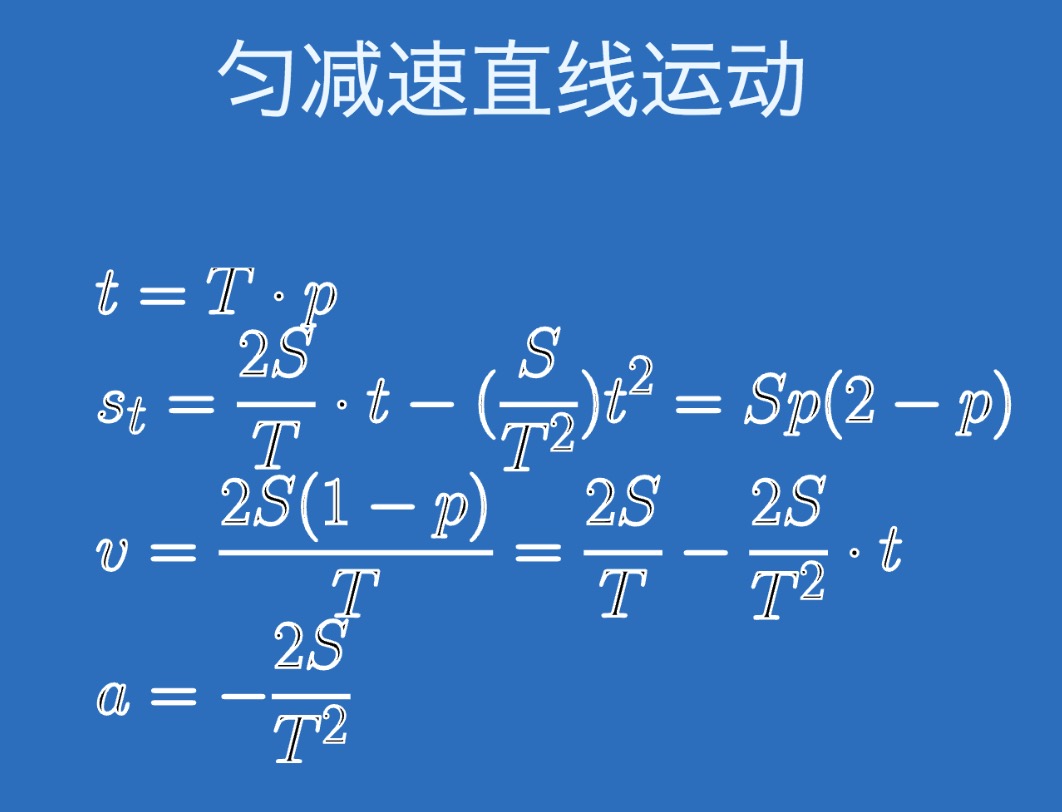 匀减速直线运动
$t = T \cdot p$
$s_t = \frac{2S}{T} \cdot t - (\frac{S}{T^2})t^2 = Sp(2 - p)$
$v = \frac{2S(1 - p)}{T} = \frac{2S}{T} - \frac{2S}{T^2} \cdot t$
$a = -\frac{2S}{T^2}$